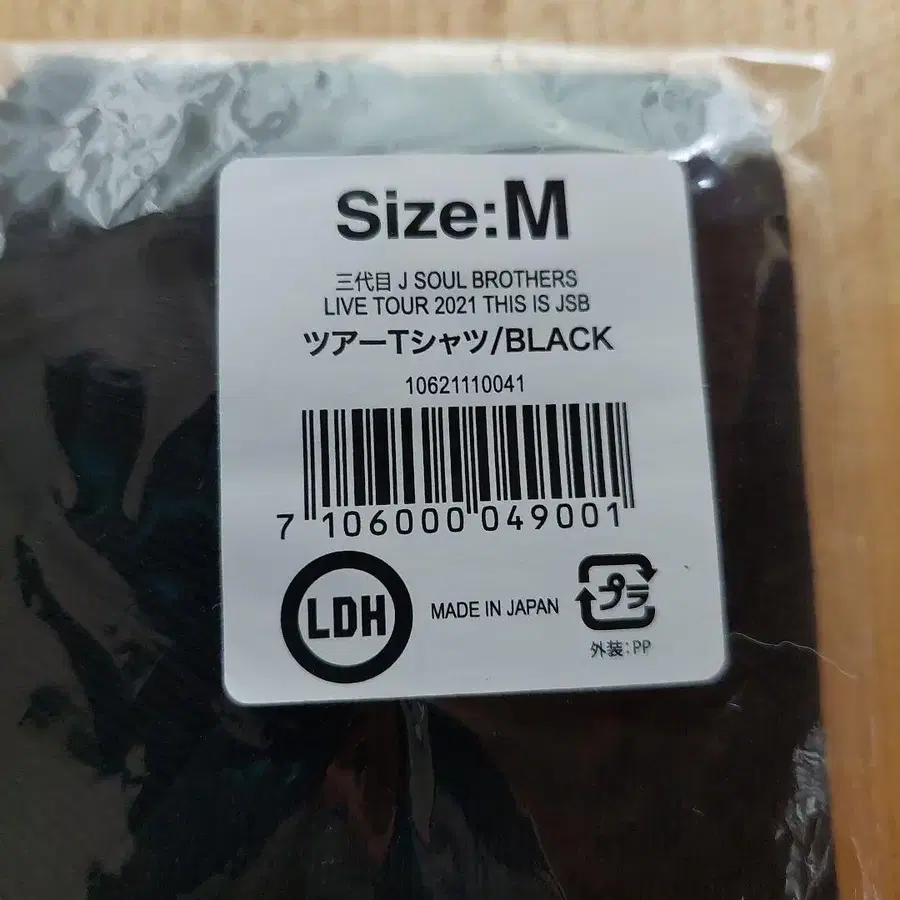 Size:M
三代目 J SOUL BROTHERS
LIVE TOUR 2021 THIS IS JSB
ツアーTシャツ/BLACK
10621110041
7 106000 049001
LDH
MADE IN JAPAN
プラ
外装:PP